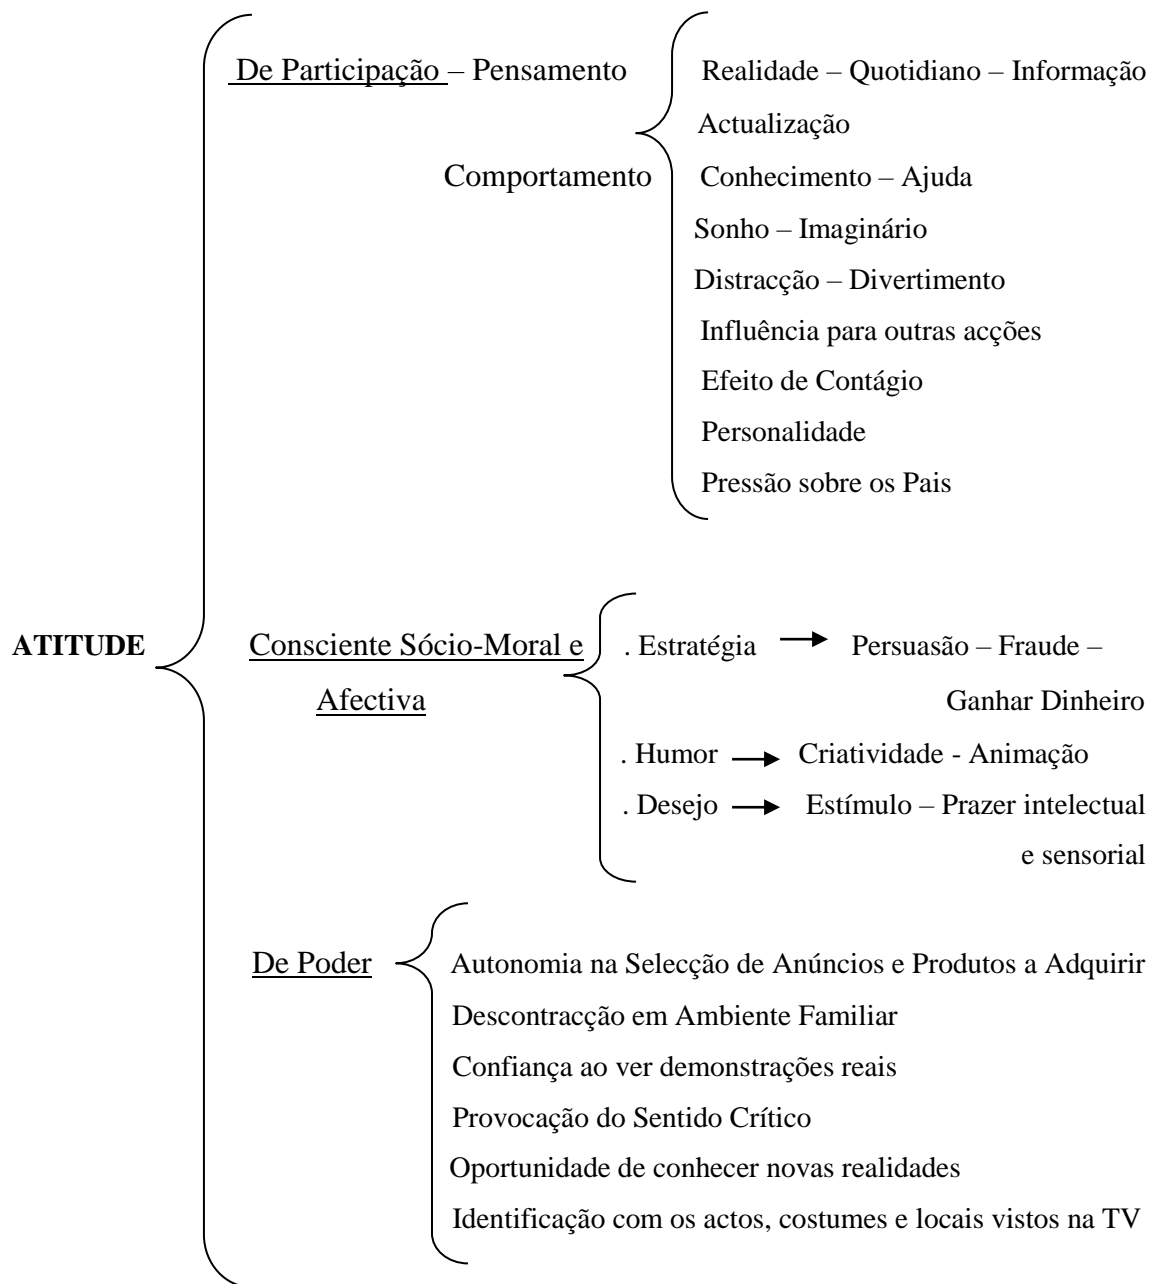 De Participação – Pensamento
Realidade – Quotidiano – Informação
Actualização
Comportamento
Conhecimento – Ajuda
Sonho – Imaginário
Distracção – Divertimento
Influência para outras acções
Efeito de Contágio
Personalidade
Pressão sobre os Pais
ATITUDE
Consciente Sócio-Moral e
Afectiva
. Estratégia → Persuasão – Fraude –
Ganhar Dinheiro
. Humor → Criatividade - Animação
. Desejo → Estímulo – Prazer intelectual
e sensorial
De Poder
Autonomia na Selecção de Anúncios e Produtos a Adquirir
Descontracção em Ambiente Familiar
Confiança ao ver demonstrações reais
Provocação do Sentido Crítico
Oportunidade de conhecer novas realidades
Identificação com os actos, costumes e locais vistos na TV